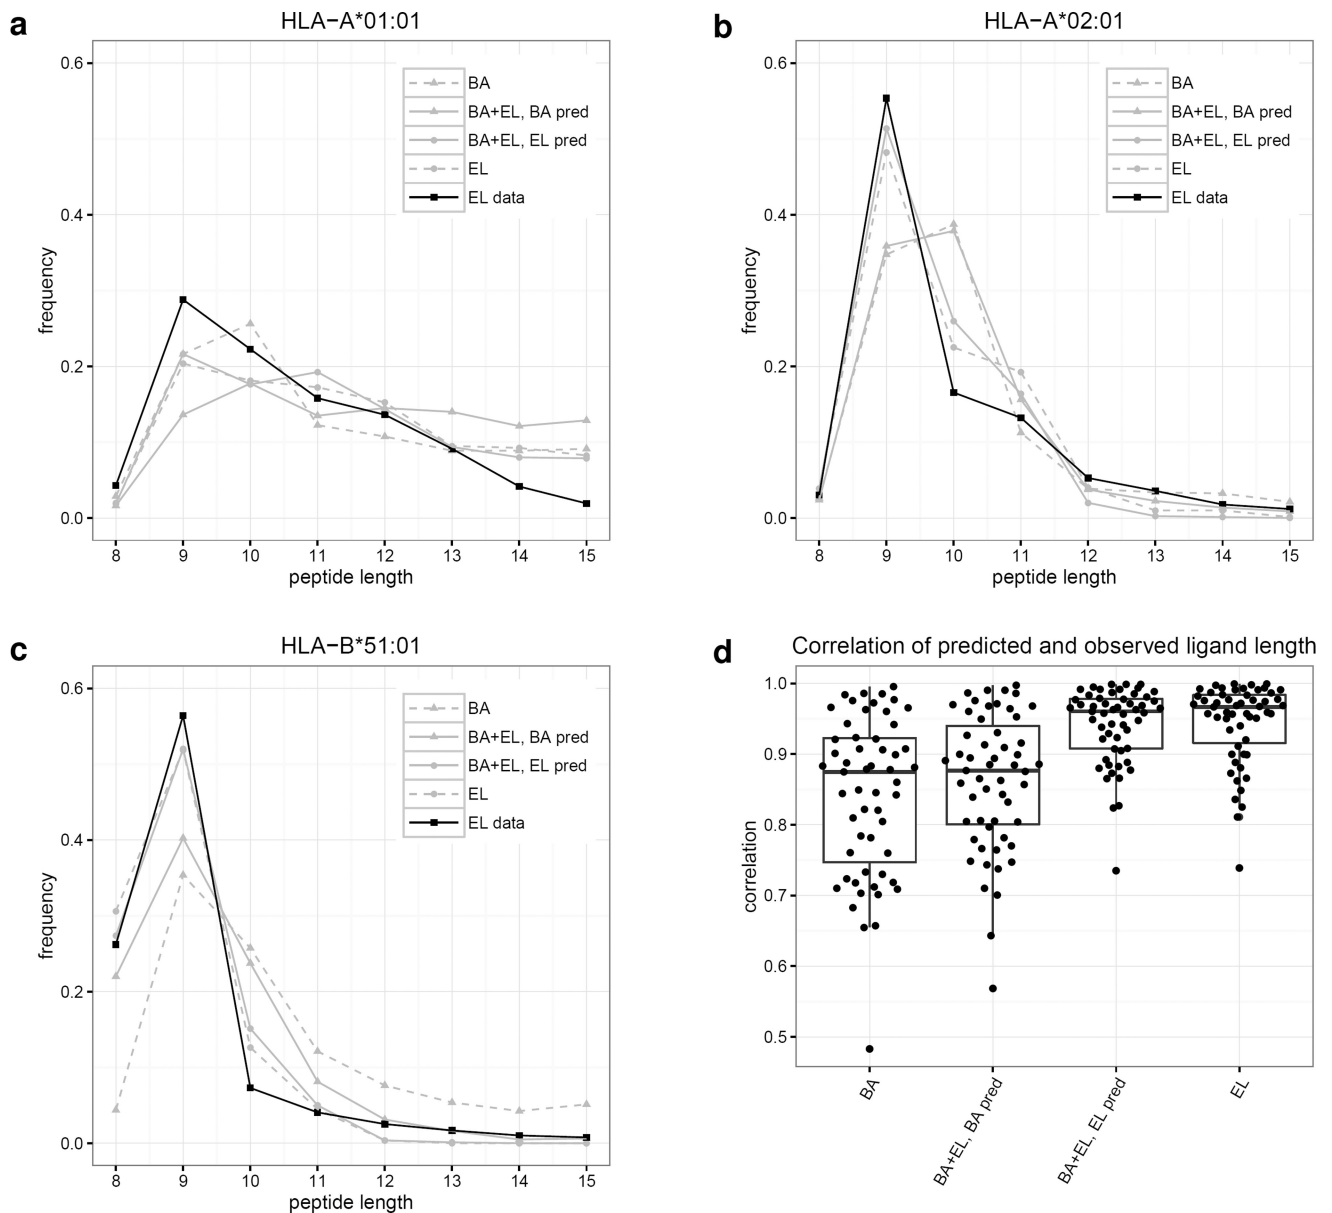 a
HLA−A*01:01
0.6
0.4
0.2
0.0
frequency
BA
BA+EL, BA pred
BA+EL, EL pred
EL
EL data
8 9 10 11 12 13 14 15
peptide length
b
HLA−A*02:01
0.6
0.4
0.2
0.0
frequency
BA
BA+EL, BA pred
BA+EL, EL pred
EL
EL data
8 9 10 11 12 13 14 15
peptide length
c
HLA−B*51:01
0.6
0.4
0.2
0.0
frequency
BA
BA+EL, BA pred
BA+EL, EL pred
EL
EL data
8 9 10 11 12 13 14 15
peptide length
d
Correlation of predicted and observed ligand length
1.0
0.9
0.8
0.7
0.6
0.5
correlation
BA
BA+EL, BA pred
BA+EL, EL pred
EL